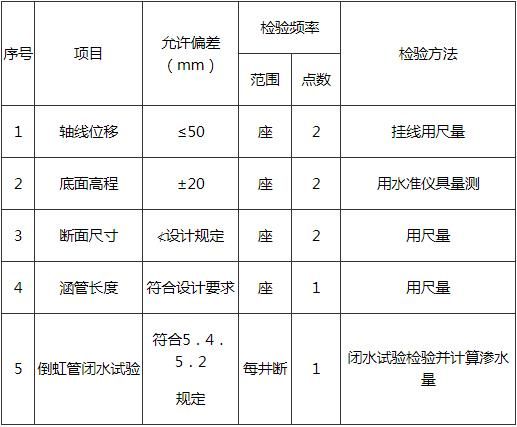 序号 项目 允许偏差（mm） 检验频率 检验方法
范围 点数
1 轴线位移 ≤50 座 2 挂线用尺量
2 底面高程 ±20 座 2 用水准仪具量测
3 断面尺寸 ≮设计规定 座 2 用尺量
4 涵管长度 符合设计要求 座 1 用尺量
5 倒虹管闭水试验 符合5．4．5．2规定 每井断 1 闭水试验检验并计算渗水量